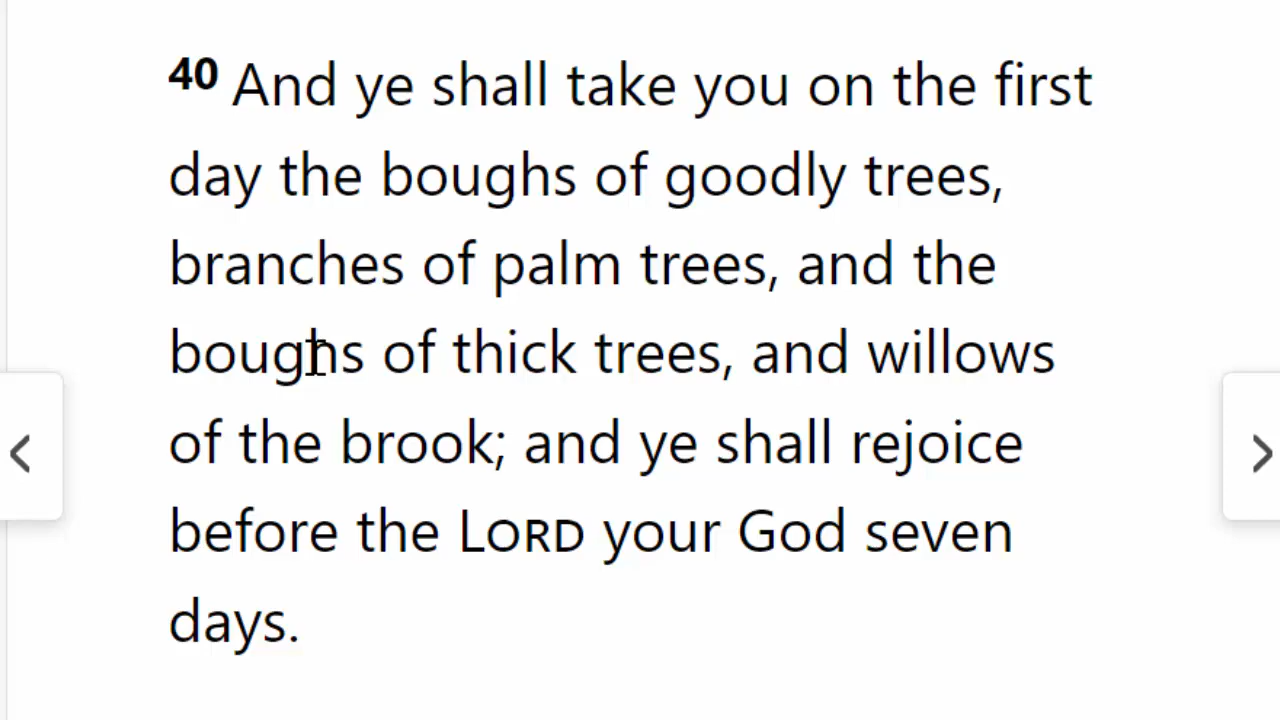 40 And ye shall take you on the first
day the boughs of goodly trees,
branches of palm trees, and the
boughs of thick trees, and willows
of the brook; and ye shall rejoice
before the LORD your God seven
days.